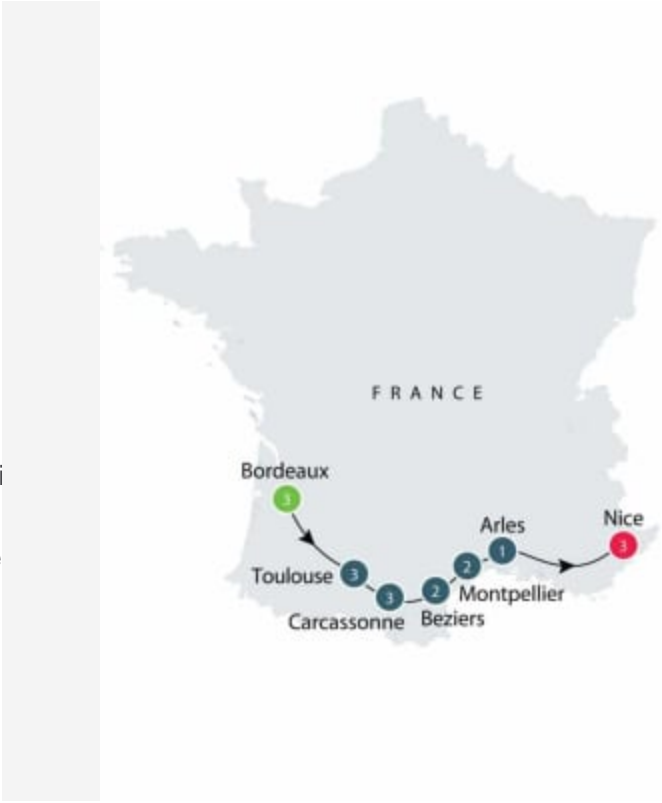 FRANCE
Bordeaux
3
Toulouse
3
3
Carcassonne
2
Beziers
2
Montpellier
Arles
1
Nice
3